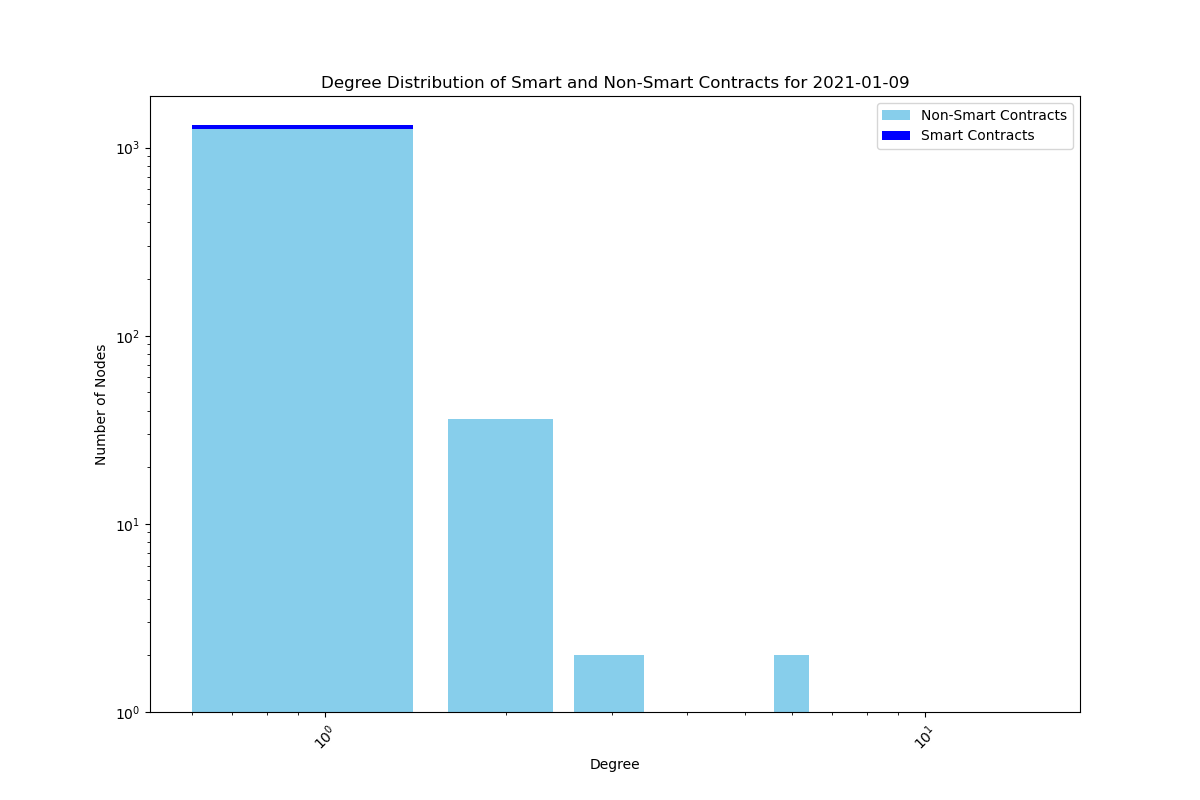 Degree Distribution of Smart and Non-Smart Contracts for 2021-01-09
Non-Smart Contracts
Smart Contracts
Number of Nodes
10³
10²
10¹
10⁰
10⁰
10¹
Degree